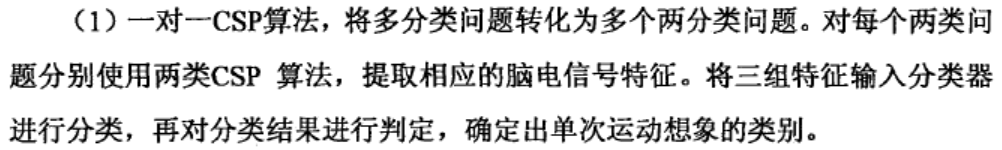 （1）一对一CSP算法，将多分类问题转化为多个两分类问题。对每个两类问
题分别使用两类CSP 算法，提取相应的脑电信号特征。将三组特征输入分类器
进行分类，再对分类结果进行判定，确定出单次运动想象的类别。